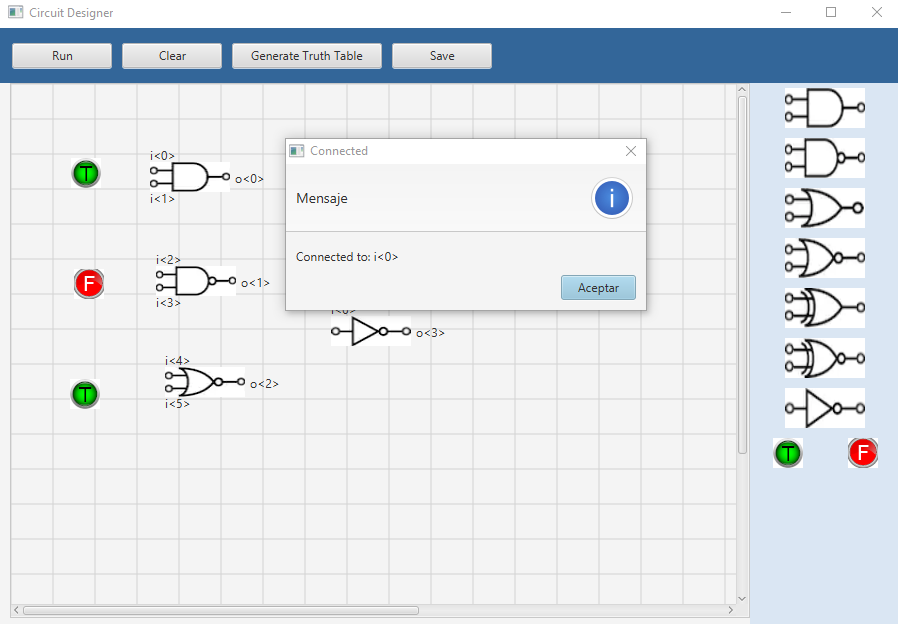 Circuit Designer
Run
Clear
Generate Truth Table
Save
Connected
Mensaje
i
Connected to: i<0>
Aceptar
T
i<0>
o<0>
i<1>
F
i<2>
o<1>
i<3>
o<3>
T
i<4>
o<2>
i<5>
T
F